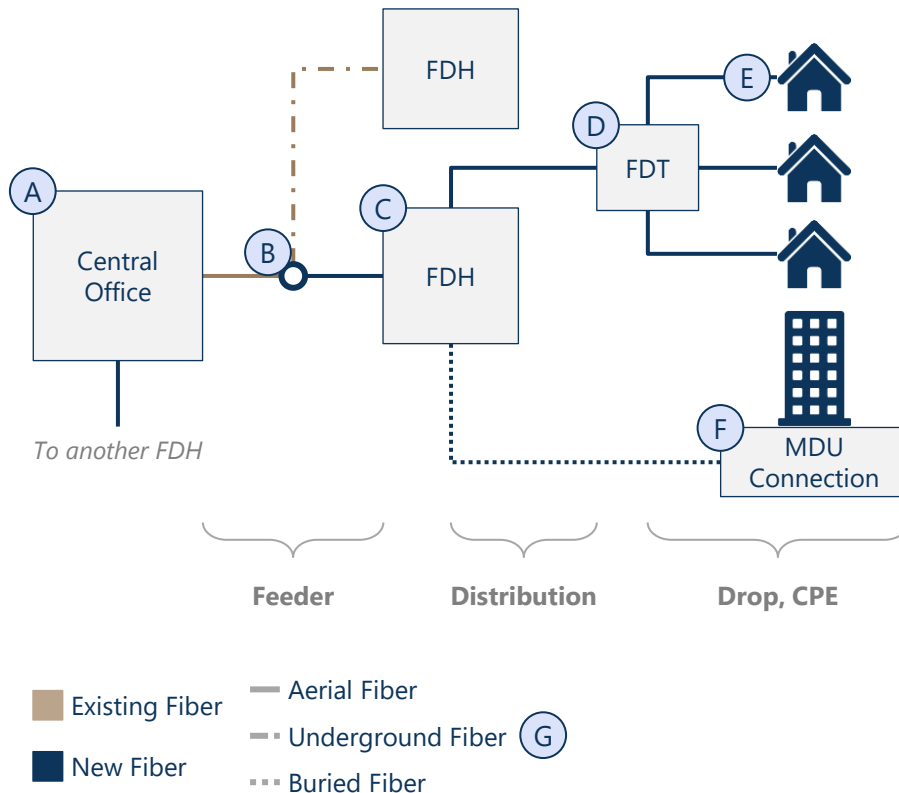 FDH
E
D
A
FDT
C
Central
Office
B
FDH
To another FDH
F
MDU
Connection
Feeder
Distribution
Drop, CPE
Existing Fiber
New Fiber
Aerial Fiber
Underground Fiber
G
Buried Fiber